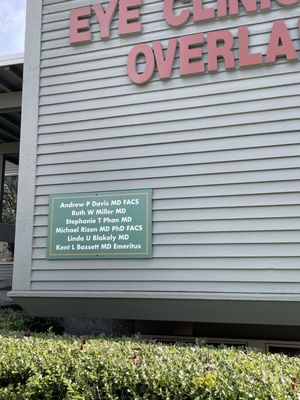 EYE CLINIC
OVERLA
Andrew P Davis MD FACS
Ruth W Miller MD
Stephanie T Phan MD
Michael Rizen MD PhD FACS
Linda U Blakely MD
Kent L Bassett MD Emeritus